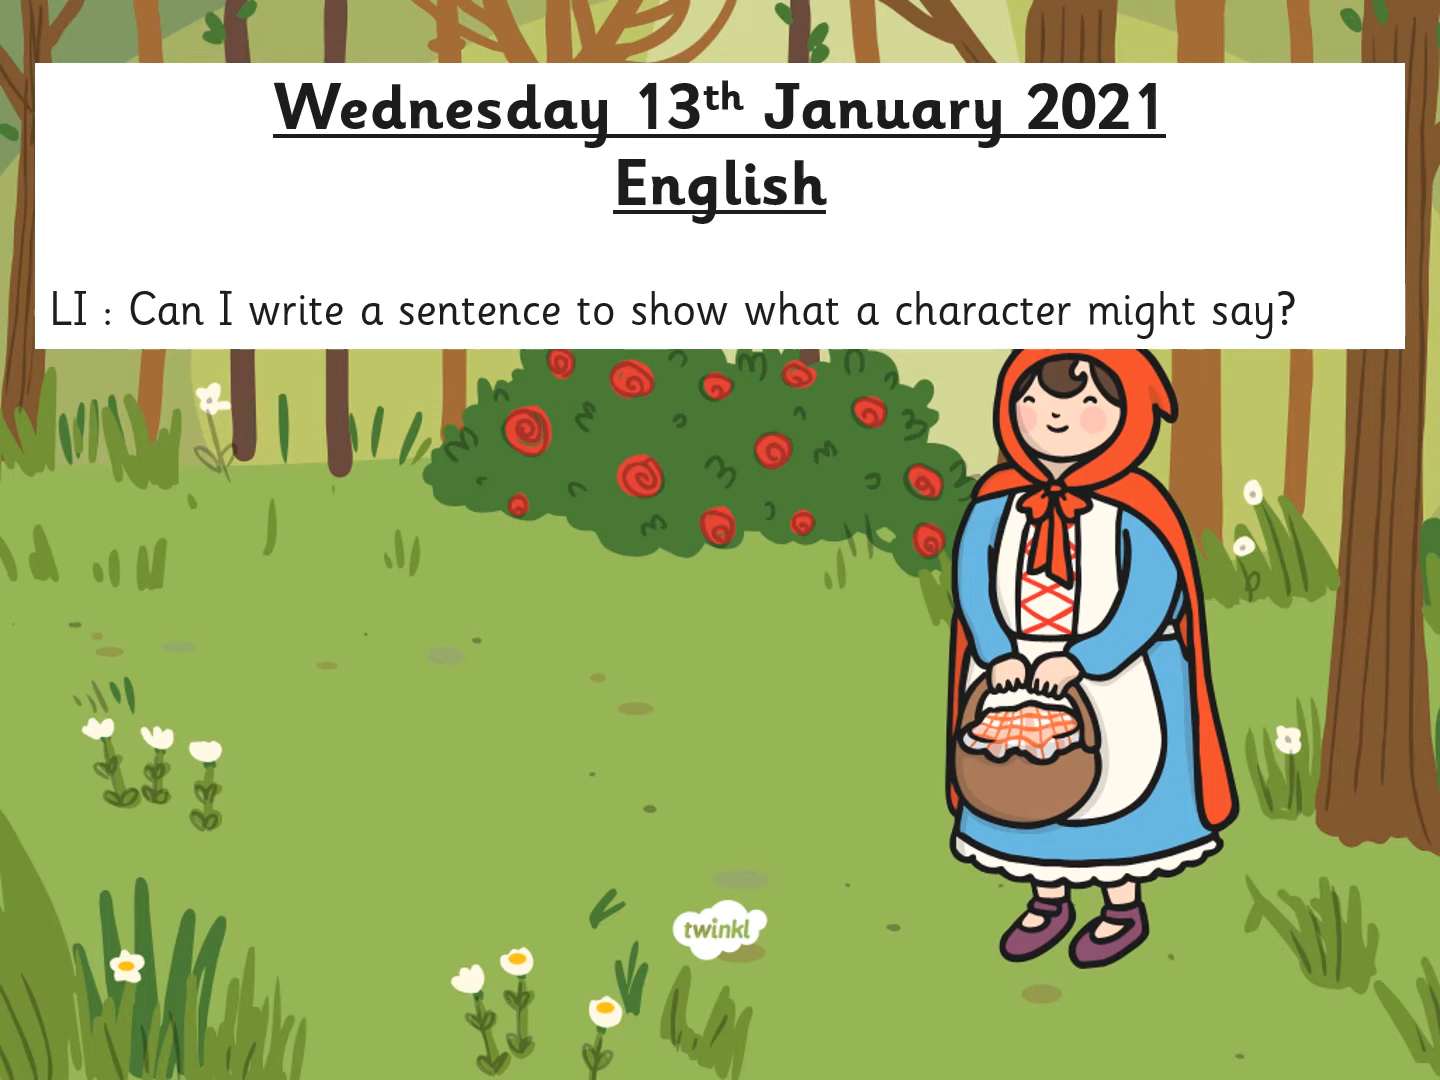 Wednesday 13th January 2021
English
LI : Can I write a sentence to show what a character might say?
twinkl